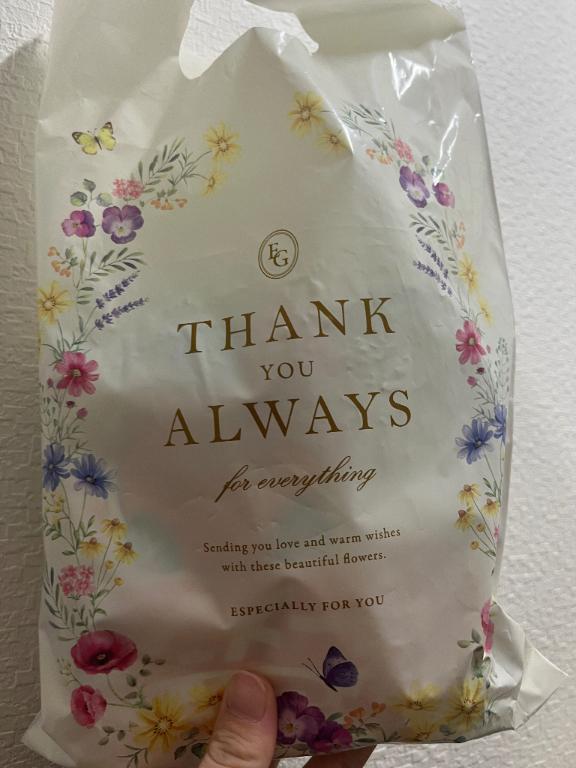 EG
THANK
YOU
ALWAYS
for everything
Sending you love and warm wishes
with these beautiful flowers.
ESPECIALLY FOR YOU